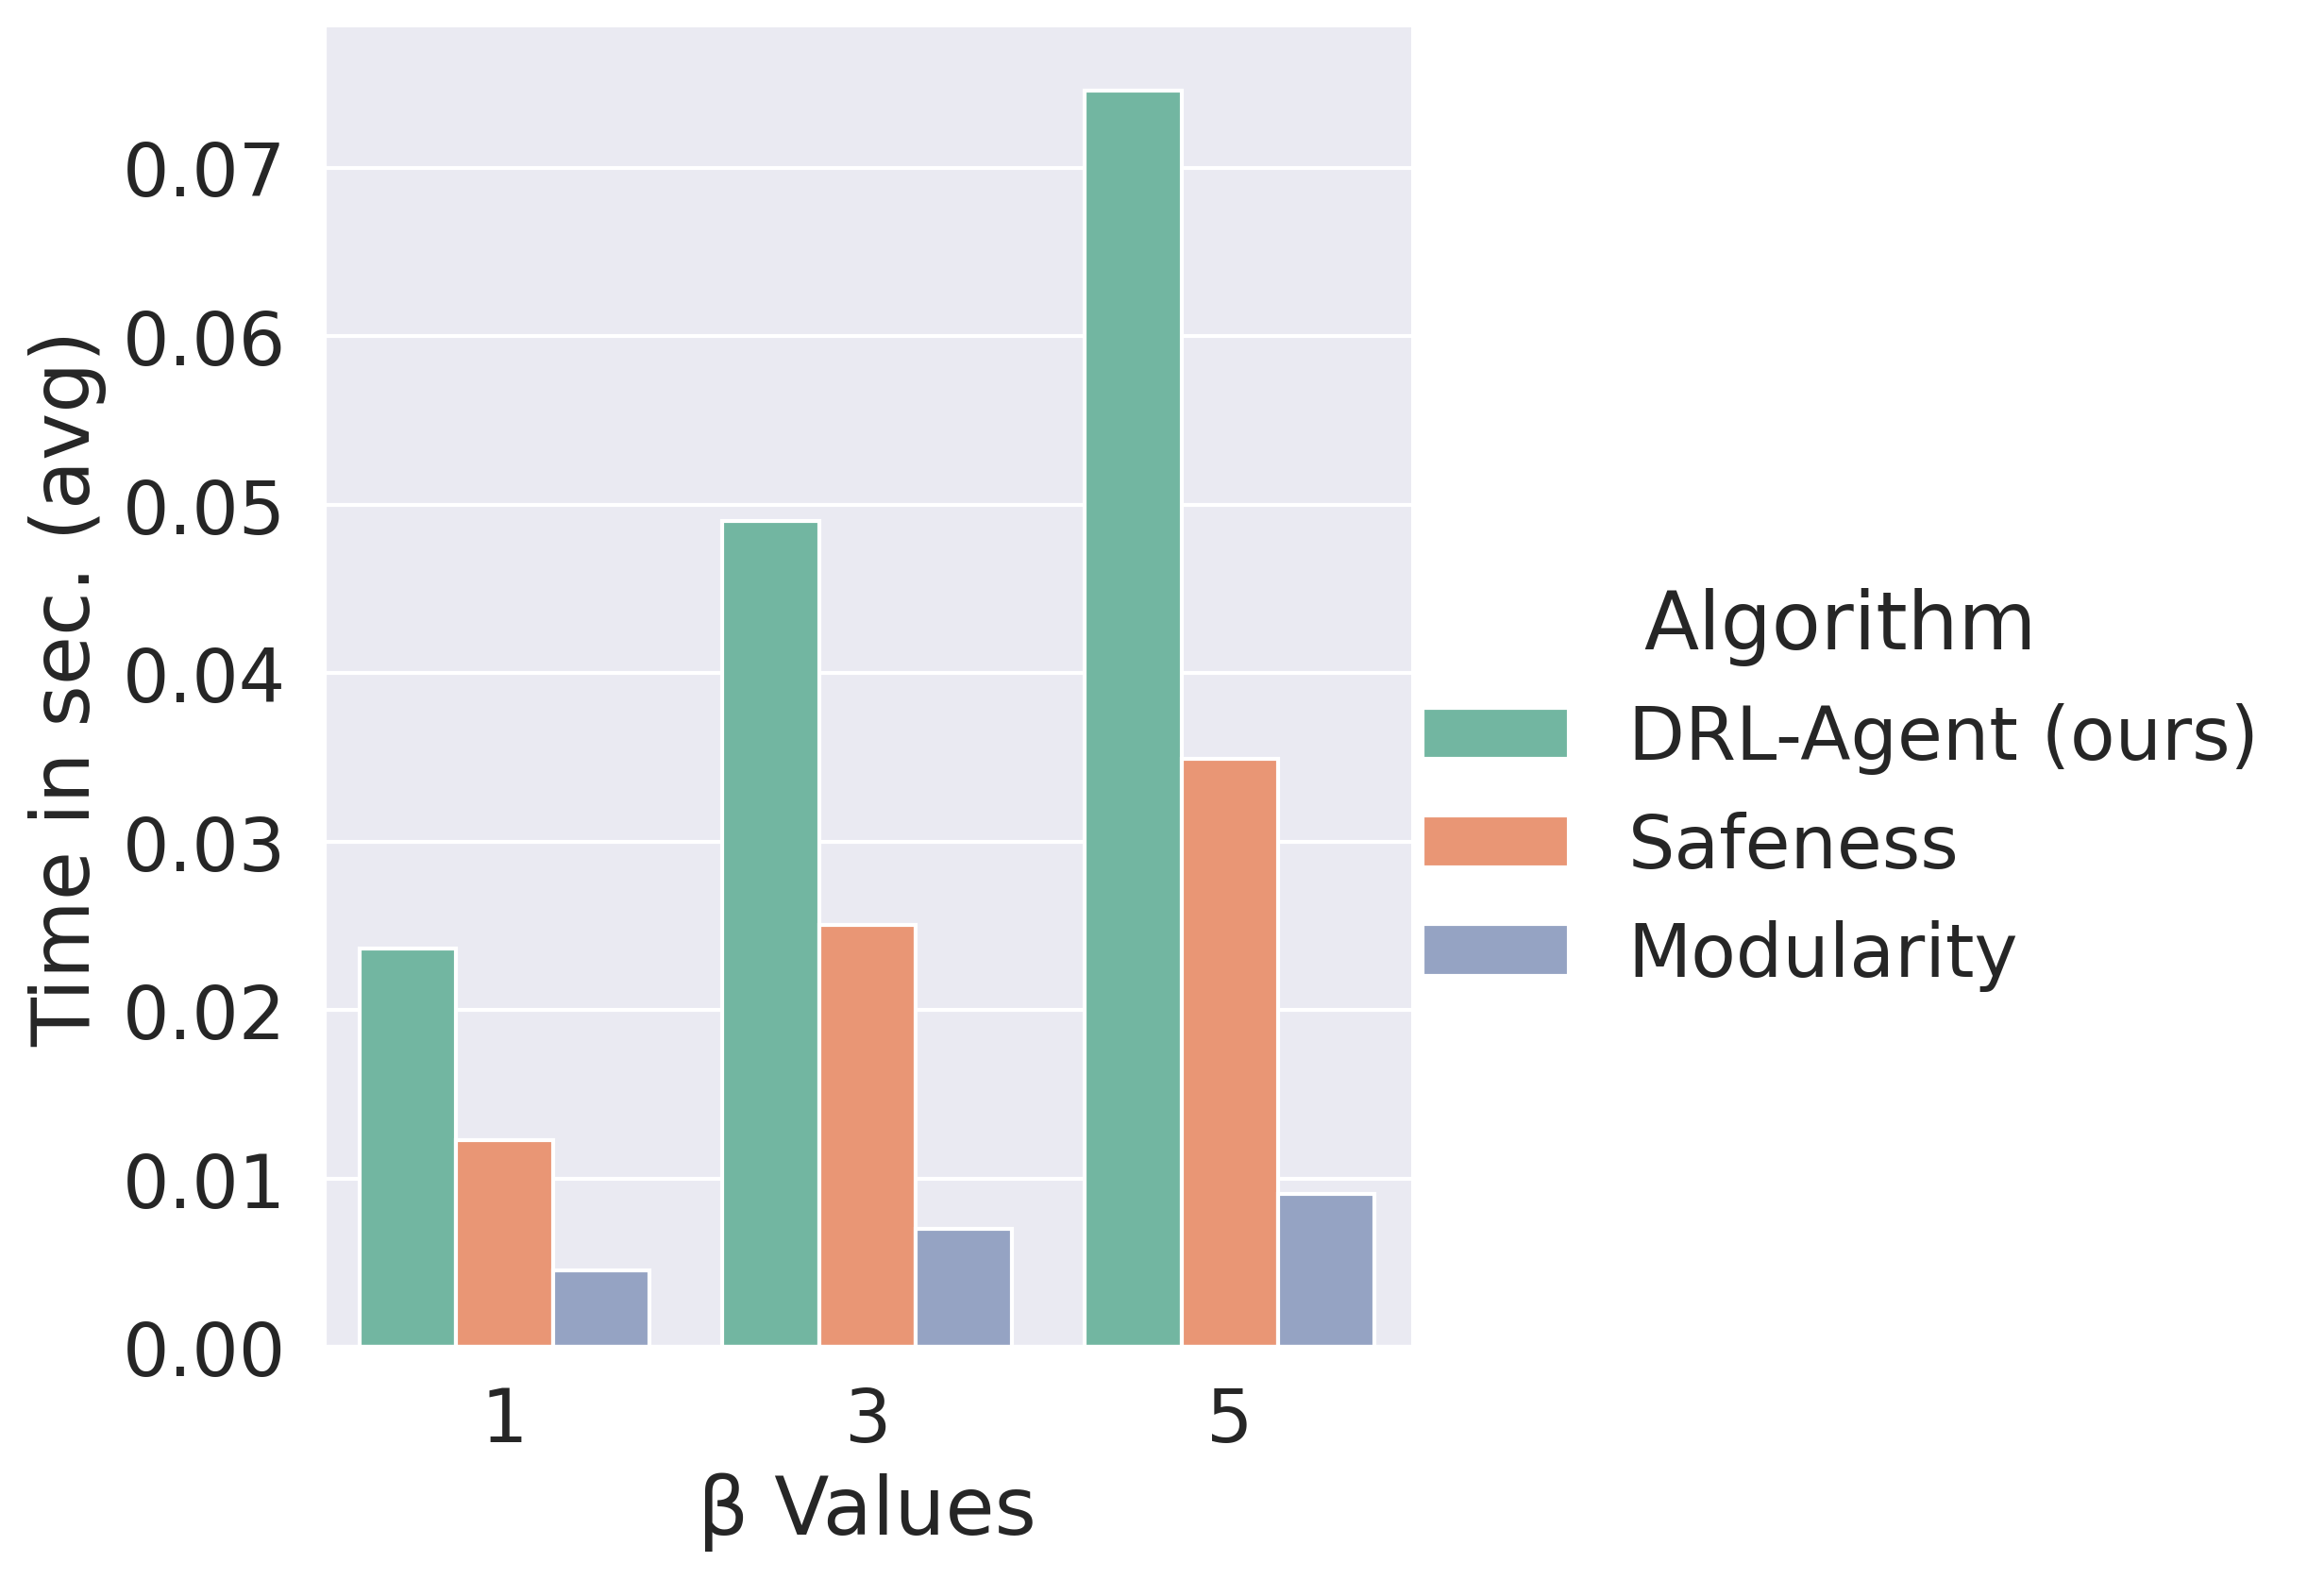 0.07
0.06
0.05
0.04
0.03
0.02
0.01
0.00
Time in sec. (avg)
1 3 5
β Values
Algorithm
DRL-Agent (ours)
Safeness
Modularity